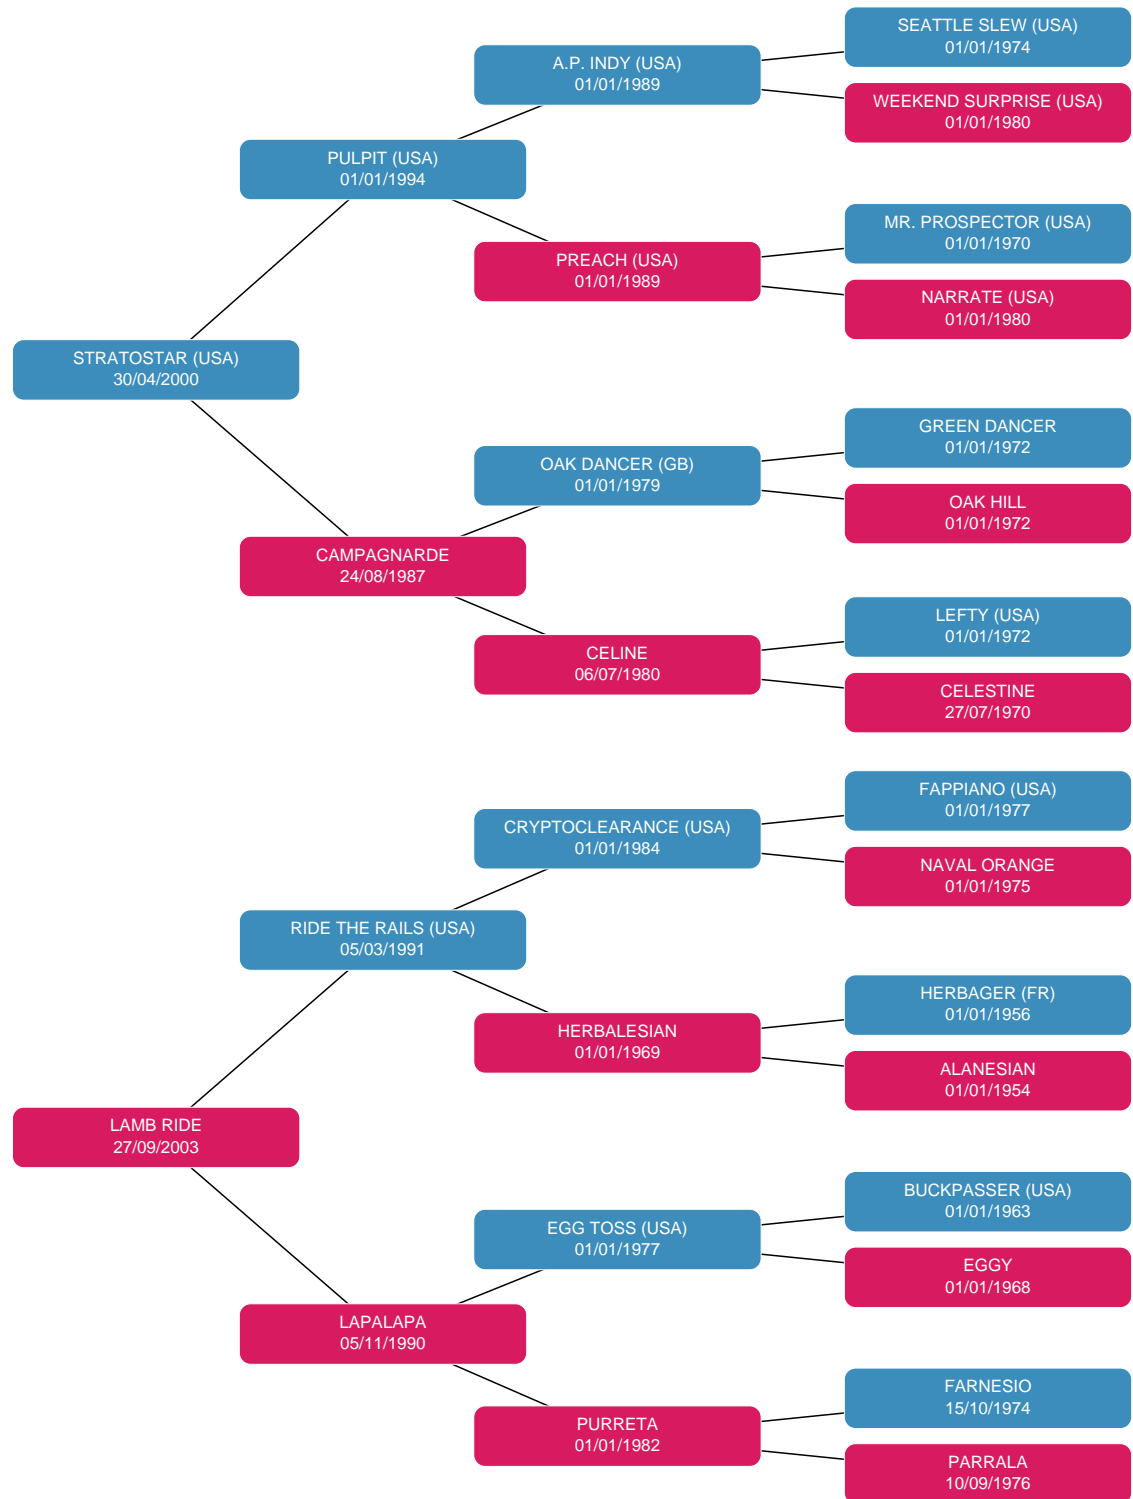 SEATTLE SLEW (USA)
01/01/1974
A.P. INDY (USA)
01/01/1989
WEEKEND SURPRISE (USA)
01/01/1980
PULPIT (USA)
01/01/1994
MR. PROSPECTOR (USA)
01/01/1970
PREACH (USA)
01/01/1989
NARRATE (USA)
01/01/1980
STRATOSTAR (USA)
30/04/2000
GREEN DANCER
01/01/1972
OAK DANCER (GB)
01/01/1979
OAK HILL
01/01/1972
CAMPAGNARDE
24/08/1987
LEFTY (USA)
01/01/1972
CELINE
06/07/1980
CELESTINE
27/07/1970
FAPPIANO (USA)
01/01/1977
CRYPTOCLEARANCE (USA)
01/01/1984
NAVAL ORANGE
01/01/1975
RIDE THE RAILS (USA)
05/03/1991
HERBAGER (FR)
01/01/1956
HERBALESIAN
01/01/1969
ALANESIAN
01/01/1954
LAMB RIDE
27/09/2003
BUCKPASSER (USA)
01/01/1963
EGG TOSS (USA)
01/01/1977
EGGY
01/01/1968
LAPALAPA
05/11/1990
FARNESIO
15/10/1974
PURRETA
01/01/1982
PARRALA
10/09/1976